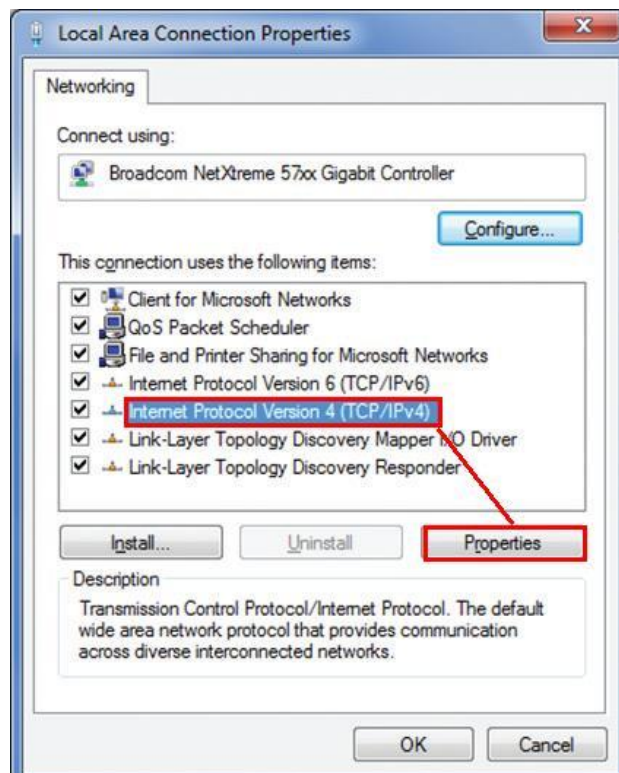 Local Area Connection Properties
Networking
Connect using:
Broadcom NetXtreme 57xx Gigabit Controller
Configure...
This connection uses the following items:
Client for Microsoft Networks
QoS Packet Scheduler
File and Printer Sharing for Microsoft Networks
Internet Protocol Version 6 (TCP/IPv6)
Internet Protocol Version 4 (TCP/IPv4)
Link-Layer Topology Discovery Mapper I/O Driver
Link-Layer Topology Discovery Responder
Install... Uninstall Properties
Description
Transmission Control Protocol/Internet Protocol. The default
wide area network protocol that provides communication
across diverse interconnected networks.
OK Cancel